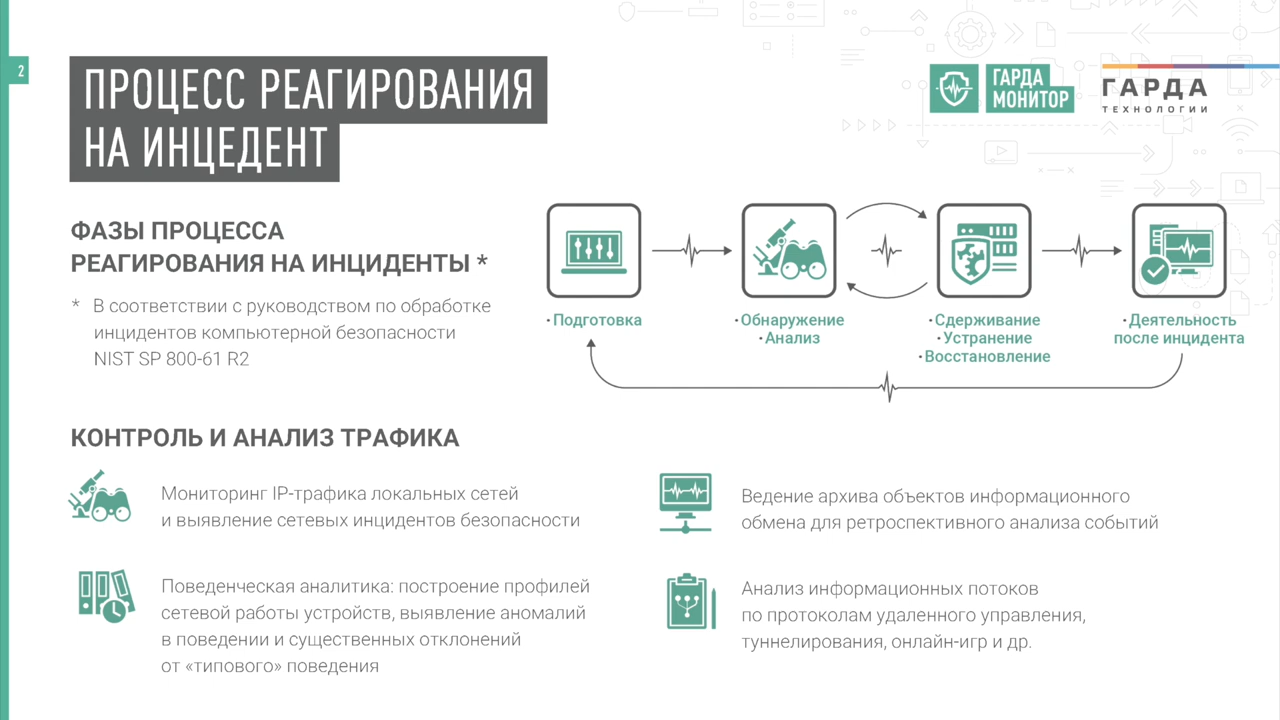 2
ПРОЦЕСС РЕАГИРОВАНИЯ
НА ИНЦЕДЕНТ
ГАРДА
МОНИТОР
ГАРДА
ТЕХНОЛОГИИ
ФАЗЫ ПРОЦЕССА
РЕАГИРОВАНИЯ НА ИНЦИДЕНТЫ *
* В соответствии с руководством по обработке
инцидентов компьютерной безопасности
NIST SP 800-61 R2
· Подготовка
· Обнаружение
· Анализ
· Сдерживание
· Устранение
· Восстановление
· Деятельность
после инцидента
КОНТРОЛЬ И АНАЛИЗ ТРАФИКА
Мониторинг IP-трафика локальных сетей
и выявление сетевых инцидентов безопасности
Поведенческая аналитика: построение профилей
сетевой работы устройств, выявление аномалий
в поведении и существенных отклонений
от «типового» поведения
Ведение архива объектов информационного
обмена для ретроспективного анализа событий
Анализ информационных потоков
по протоколам удаленного управления,
туннелирования, онлайн-игр и др.